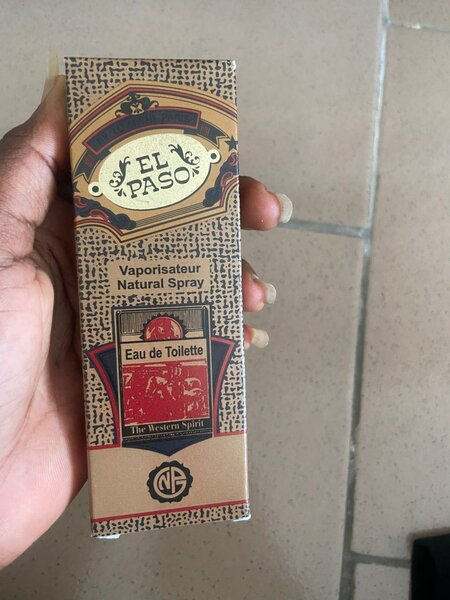 EL
PASO
Vaporisateur
Natural Spray
Eau de Toilette
The Western Spirit